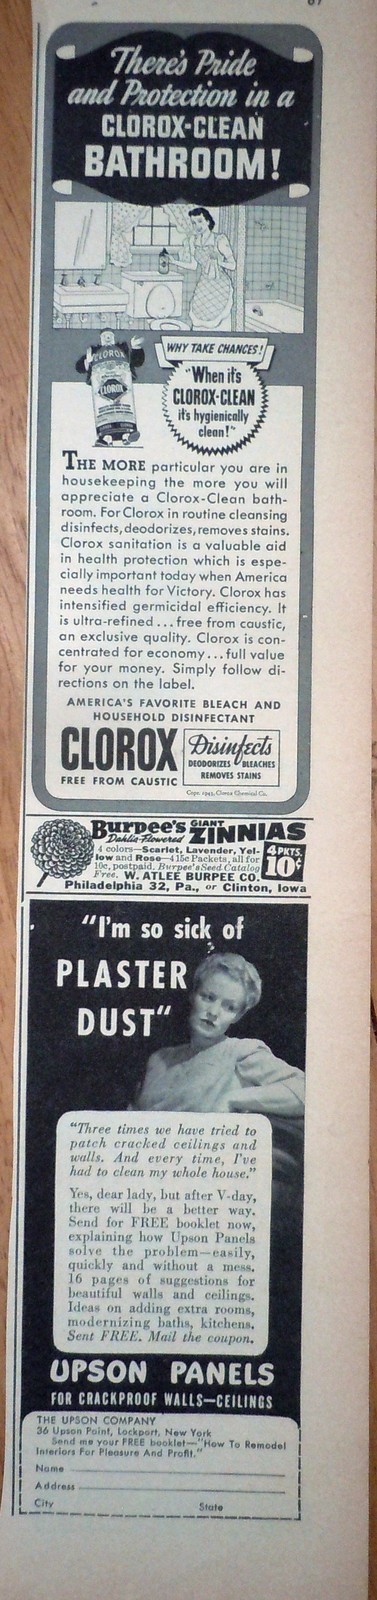 67
There's Pride
and Protection in a
CLOROX-CLEAN
BATHROOM!
CLOROX
CLOROX
WHY TAKE CHANCES!
"When it's
CLOROX-CLEAN
it's hygienically
clean!"
THE MORE particular you are in
housekeeping the more you will
appreciate a Clorox-Clean bath-
room. For Clorox in routine cleansing
disinfects, deodorizes, removes stains.
Clorox sanitation is a valuable aid
in health protection which is espe-
cially important today when America
needs health for Victory. Clorox has
intensified germicidal efficiency. It
is ultra-refined ... free from caustic,
an exclusive quality. Clorox is con-
centrated for economy ... full value
for your money. Simply follow di-
rections on the label.
AMERICA'S FAVORITE BLEACH AND
HOUSEHOLD DISINFECTANT
CLOROX
FREE FROM CAUSTIC
Disinfects
DEODORIZES BLEACHES
REMOVES STAINS
Copr. 1943, Clorox Chemical Co.
Burpee's GIANT
Dahlia-Flowered ZINNIAS
4 colors—Scarlet, Lavender, Yel-
low and Rose—4 15c Packets, all for
10c, postpaid. Burpee's Seed Catalog
Free. W. ATLEE BURPEE CO.
4 PKTS.
10¢
Philadelphia 32, Pa., or Clinton, Iowa
"I'm so sick of
PLASTER
DUST"
"Three times we have tried to
patch cracked ceilings and
walls. And every time, I've
had to clean my whole house."
Yes, dear lady, but after V-day,
there will be a better way.
Send for FREE booklet now,
explaining how Upson Panels
solve the problem—easily,
quickly and without a mess.
16 pages of suggestions for
beautiful walls and ceilings.
Ideas on adding extra rooms,
modernizing baths, kitchens.
Sent FREE. Mail the coupon.
UPSON PANELS
FOR CRACKPROOF WALLS—CEILINGS
THE UPSON COMPANY
36 Upson Point, Lockport, New York
Send me your FREE booklet—"How To Remodel
Interiors For Pleasure And Profit."
Name
Address
City State